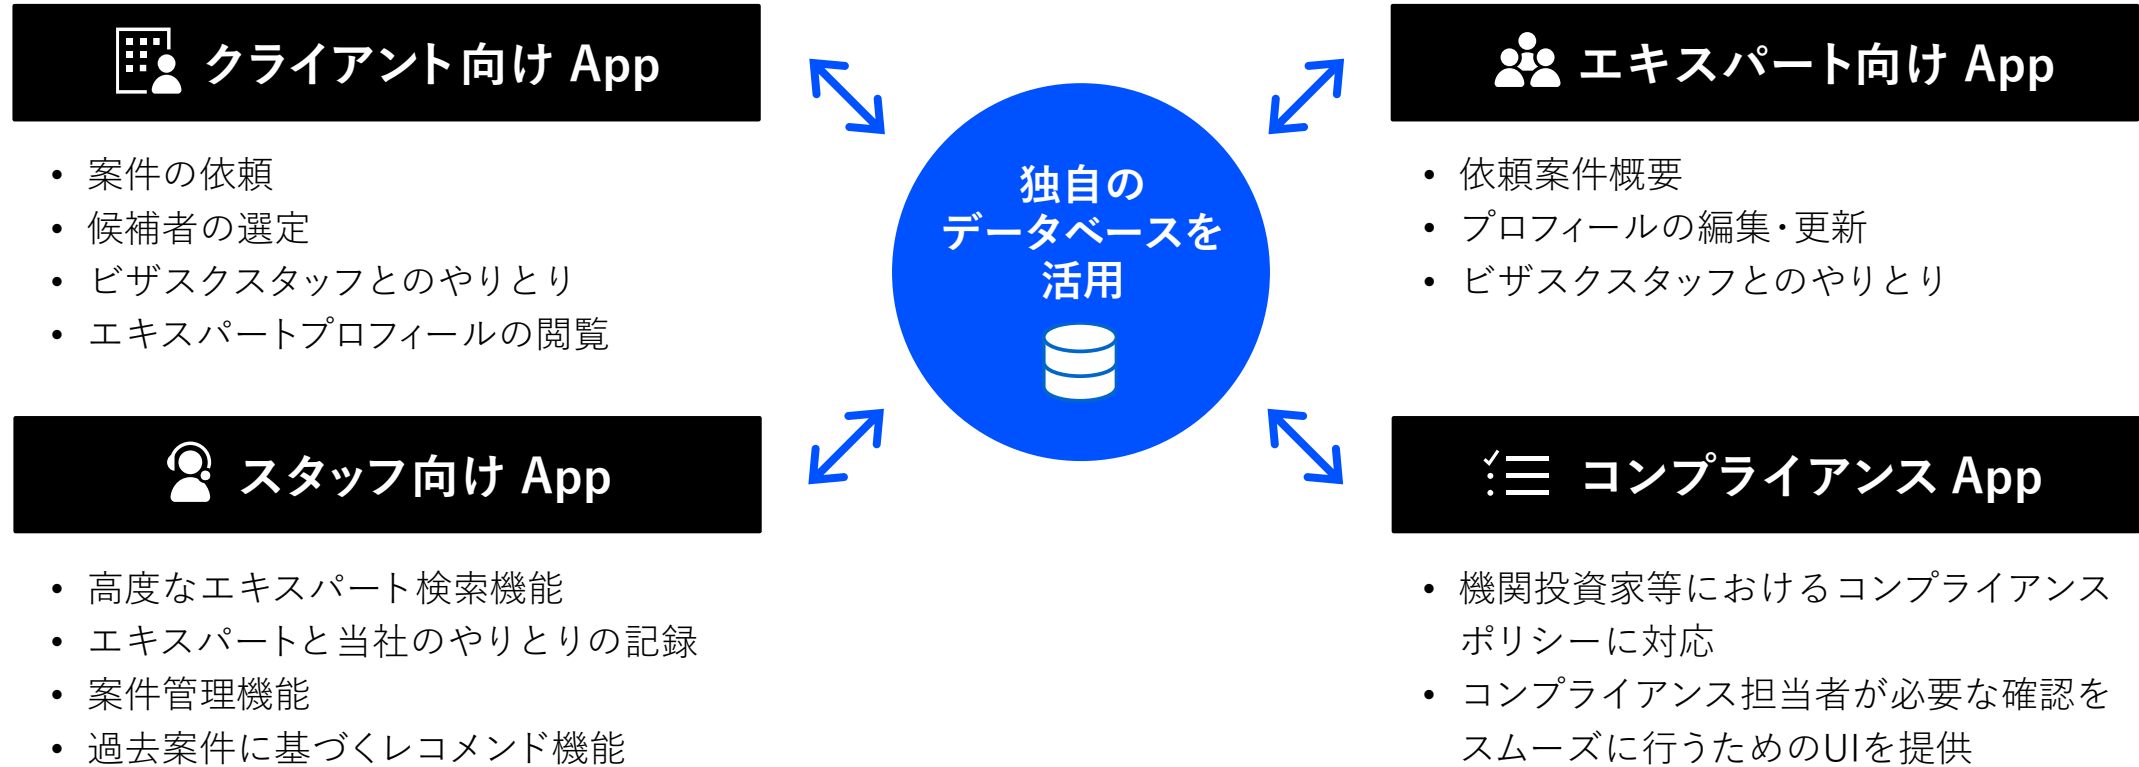 クライアント向け App
• 案件の依頼
• 候補者の選定
• ビザスクスタッフとのやりとり
• エキスパートプロフィールの閲覧
独自の
データベースを
活用
エキスパート向け App
• 依頼案件概要
• プロフィールの編集・更新
• ビザスクスタッフとのやりとり
スタッフ向け App
• 高度なエキスパート検索機能
• エキスパートと当社のやりとりの記録
• 案件管理機能
• 過去案件に基づくレコメンド機能
コンプライアンス App
• 機関投資家等におけるコンプライアンス
ポリシーに対応
• コンプライアンス担当者が必要な確認を
スムーズに行うためのUIを提供